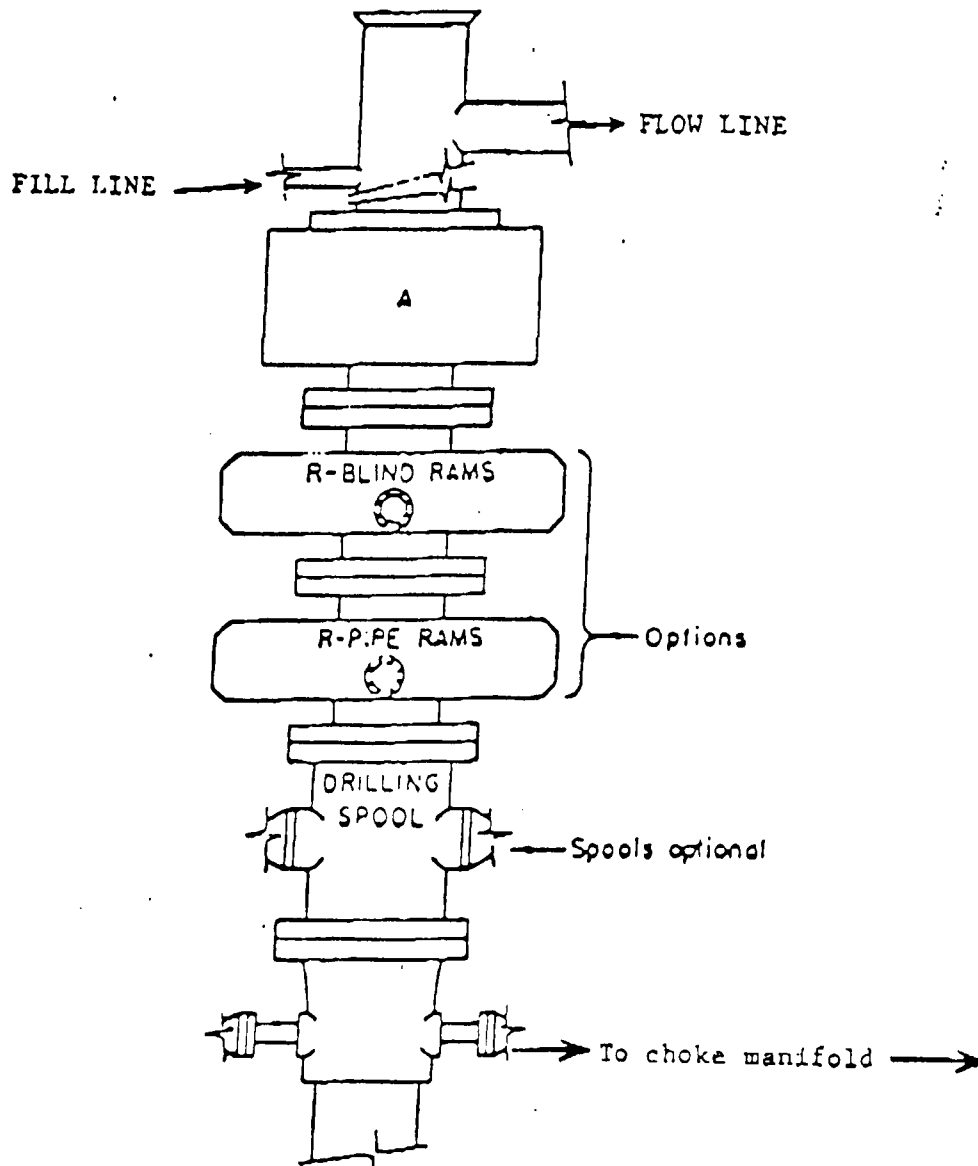 FLOW LINE
FILL LINE
A
R-BLIND RAMS
R-PIPE RAMS
Options
DRILLING
SPOOL
Spools optional
To choke manifold